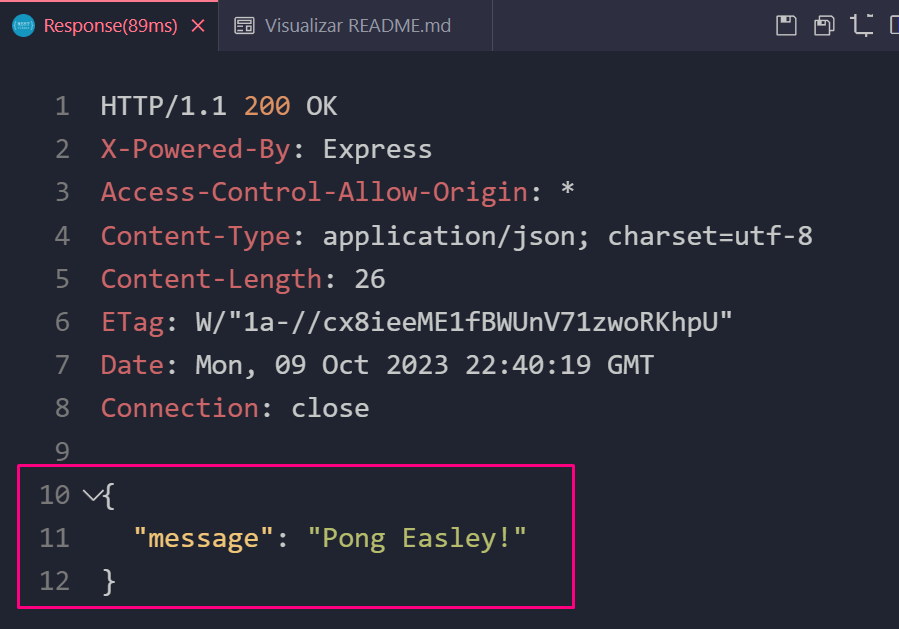 Response(89ms) Visualizar README.md
1 HTTP/1.1 200 OK
2 X-Powered-By: Express
3 Access-Control-Allow-Origin: *
4 Content-Type: application/json; charset=utf-8
5 Content-Length: 26
6 ETag: W/"1a-//cx8ieeME1fBWUnV71zwoRKhpU"
7 Date: Mon, 09 Oct 2023 22:40:19 GMT
8 Connection: close
9
10 {
11 "message": "Pong Easley!"
12 }